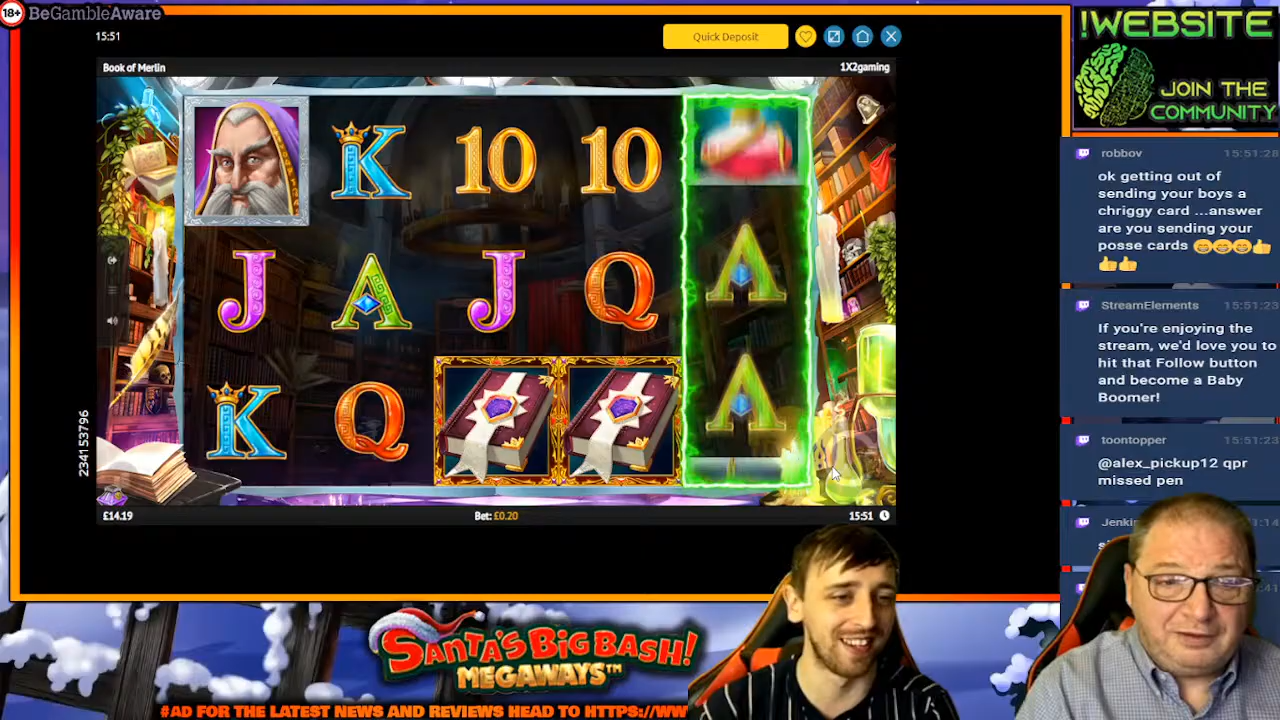 18+ BeGambleAware
15:51
Quick Deposit
Book of Merlin
1X2gaming
K 10 10
J A J Q A
K Q A
234153796
£14.19
Bet: £0.20
15:51
!WEBSITE
JOIN THE
COMMUNITY
robbov 15:51:28
ok getting out of
sending your boys a
chriggy card ...answer
are you sending your
posse cards 😁😁😁👍
👍👍
StreamElements 15:51:23
If you're enjoying the
stream, we'd love you to
hit that Follow button
and become a Baby
Boomer!
toontopper 15:51:23
@alex_pickup12 qpr
missed pen
SANTA'S BIG BASH!
MEGAWAYS™
#AD FOR THE LATEST NEWS AND REVIEWS HEAD TO HTTPS://WW